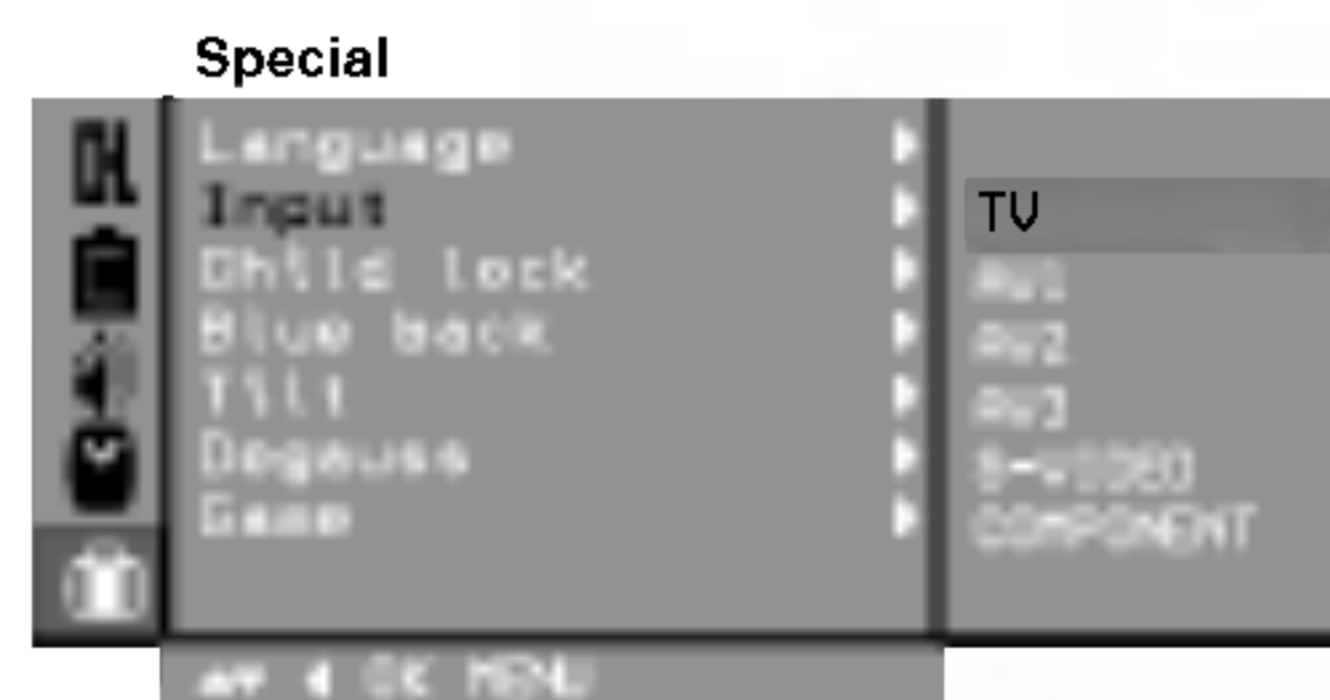 Special
Language
Input
Child lock
Blue back
Tilt
Degauss
Game
TV
AV1
AV2
AV3
S-VIDEO
COMPONENT
OK MENU